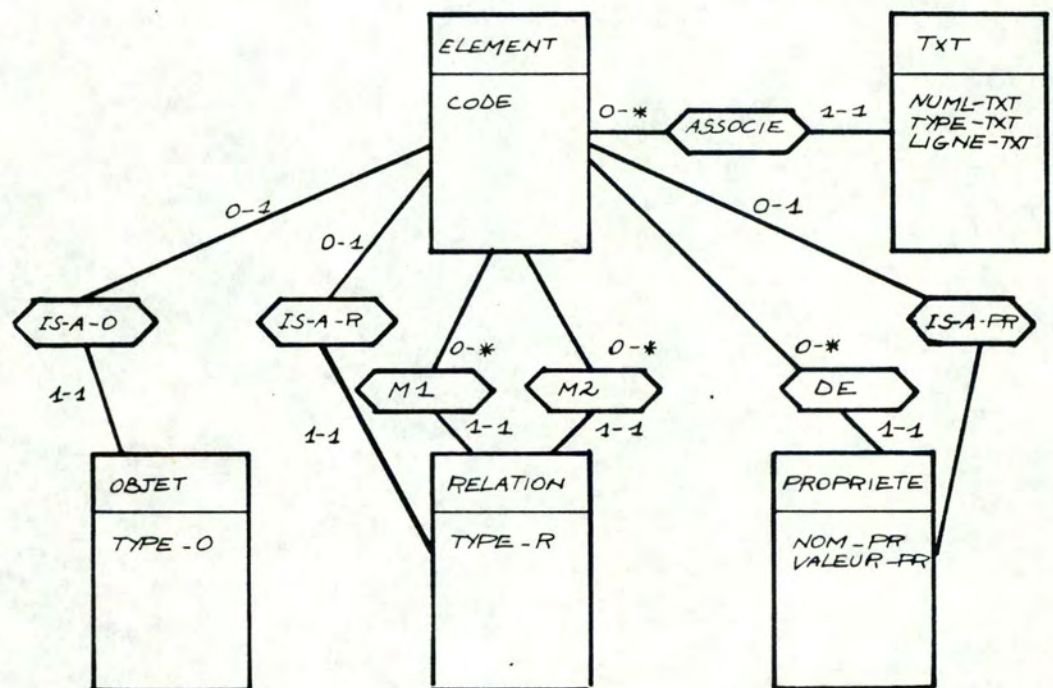 ELEMENT
TXT
CODE
NUML-TXT
TYPE-TXT
LIGNE-TXT
0-*
ASSOCIE
1-1
0-1
0-1
0-1
IS-A-O
IS-A-R
IS-A-PR
0-*
0-*
0-*
M1
M2
DE
1-1
1-1
1-1
1-1
1-1
OBJET
RELATION
PROPRIETE
TYPE-O
TYPE-R
NOM-PR
VALEUR-PR